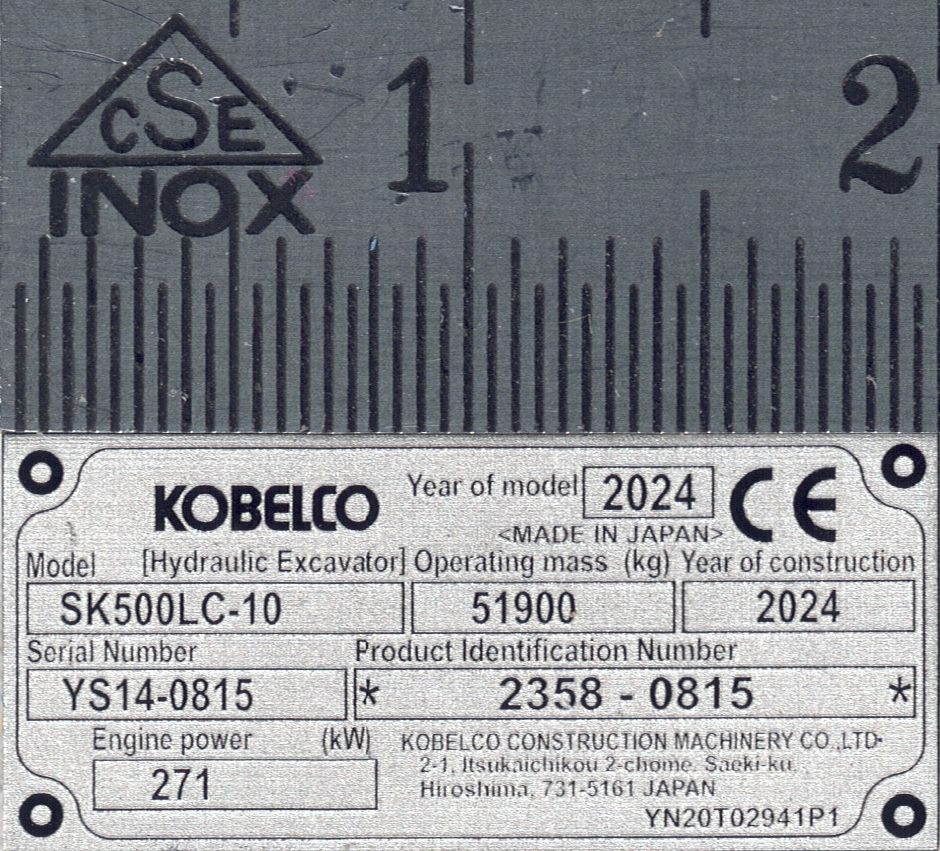 CSE
INOX
1 2
KOBELCO
Year of model 2024
CE
<MADE IN JAPAN>
Model [Hydraulic Excavator] Operating mass (kg) Year of construction
SK500LC-10 51900 2024
Serial Number Product Identification Number
YS14-0815 * 2358 - 0815 *
Engine power (kW)
271
KOBELCO CONSTRUCTION MACHINERY CO.,LTD.
2-1, Itsukaichikou 2-chome, Saeki-ku,
Hiroshima, 731-5161 JAPAN
YN20T02941P1